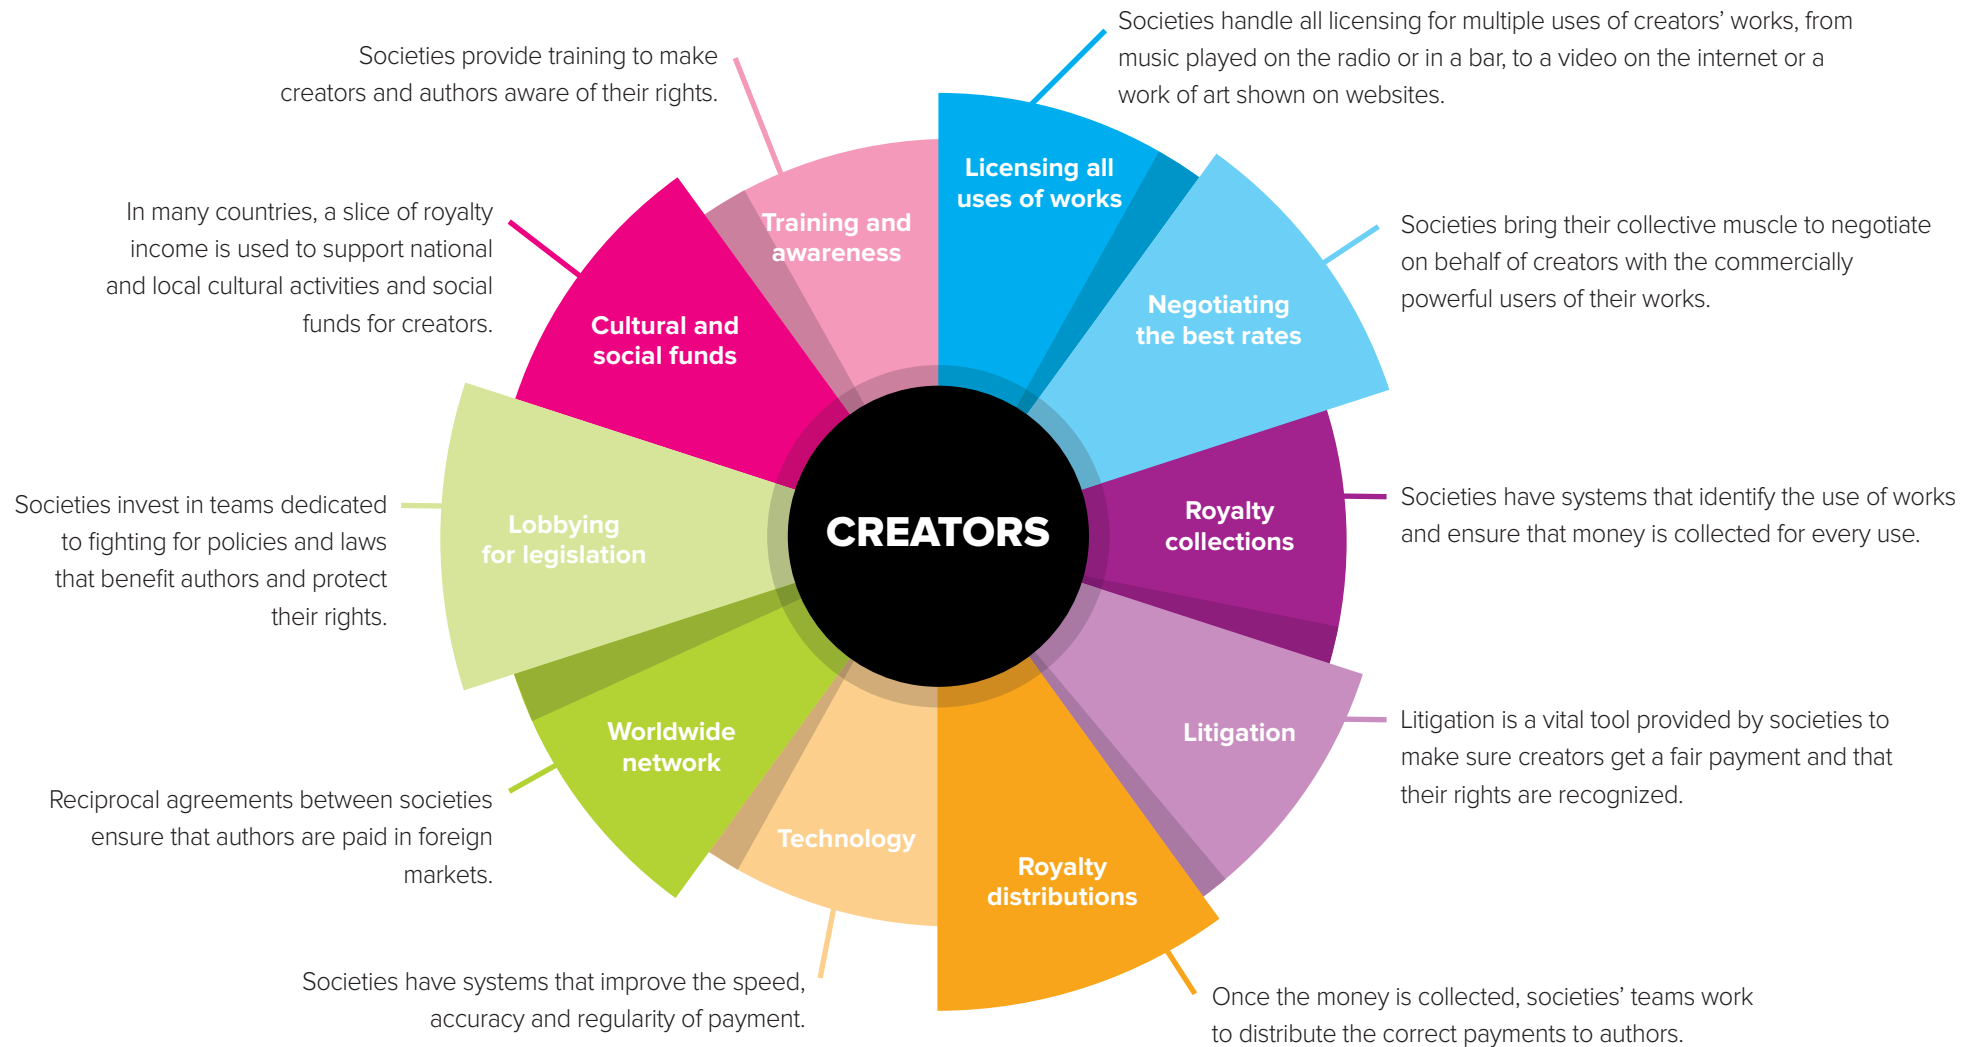 Societies handle all licensing for multiple uses of creators’ works, from
music played on the radio or in a bar, to a video on the internet or a
work of art shown on websites.
Societies provide training to make
creators and authors aware of their rights.
Licensing all
uses of works
Training and
awareness
In many countries, a slice of royalty
income is used to support national
and local cultural activities and social
funds for creators.
Societies bring their collective muscle to negotiate
on behalf of creators with the commercially
powerful users of their works.
Negotiating
the best rates
Cultural and
social funds
Societies invest in teams dedicated
to fighting for policies and laws
that benefit authors and protect
their rights.
Lobbying
for legislation
CREATORS
Royalty
collections
Societies have systems that identify the use of works
and ensure that money is collected for every use.
Worldwide
network
Litigation
Litigation is a vital tool provided by societies to
make sure creators get a fair payment and that
their rights are recognized.
Reciprocal agreements between societies
ensure that authors are paid in foreign
markets.
Technology
Royalty
distributions
Societies have systems that improve the speed,
accuracy and regularity of payment.
Once the money is collected, societies’ teams work
to distribute the correct payments to authors.